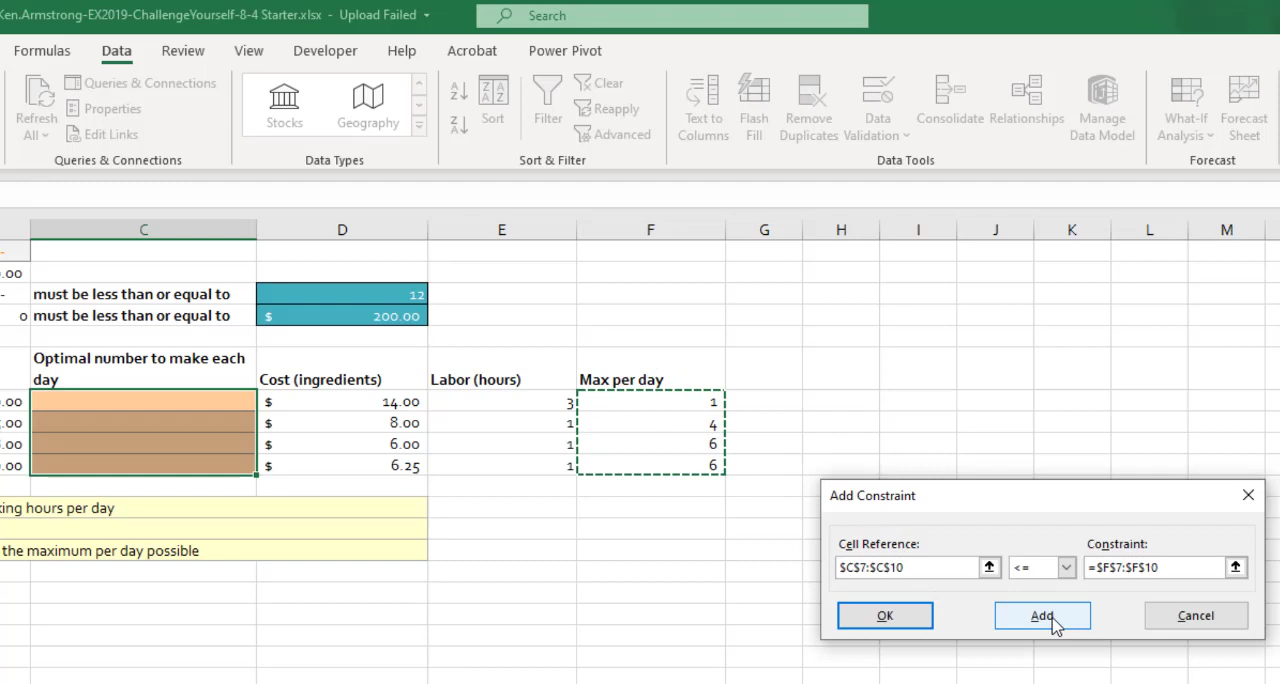 Ken.Armstrong-EX2019-ChallengeYourself-8-4 Starter.xlsx - Upload Failed
Search
Formulas Data Review View Developer Help Acrobat Power Pivot
Refresh All
Queries & Connections
Properties
Edit Links
Queries & Connections
Stocks Geography
Data Types
Sort Filter
Clear
Reapply
Advanced
Sort & Filter
Text to Columns
Flash Fill
Remove Duplicates
Data Validation
Consolidate
Relationships
Manage Data Model
Data Tools
What-If Analysis
Forecast Sheet
Forecast
C D E F G H I J K L M
-
.00
- must be less than or equal to 12
0 must be less than or equal to $ 200.00
Optimal number to make each
day Cost (ingredients) Labor (hours) Max per day
.00 $ 14.00 3 1
.00 $ 8.00 1 4
.00 $ 6.00 1 6
.00 $ 6.25 1 6
king hours per day
the maximum per day possible
Add Constraint
Cell Reference: Constraint:
$C$7:$C$10 <= =$F$7:$F$10
OK Add Cancel